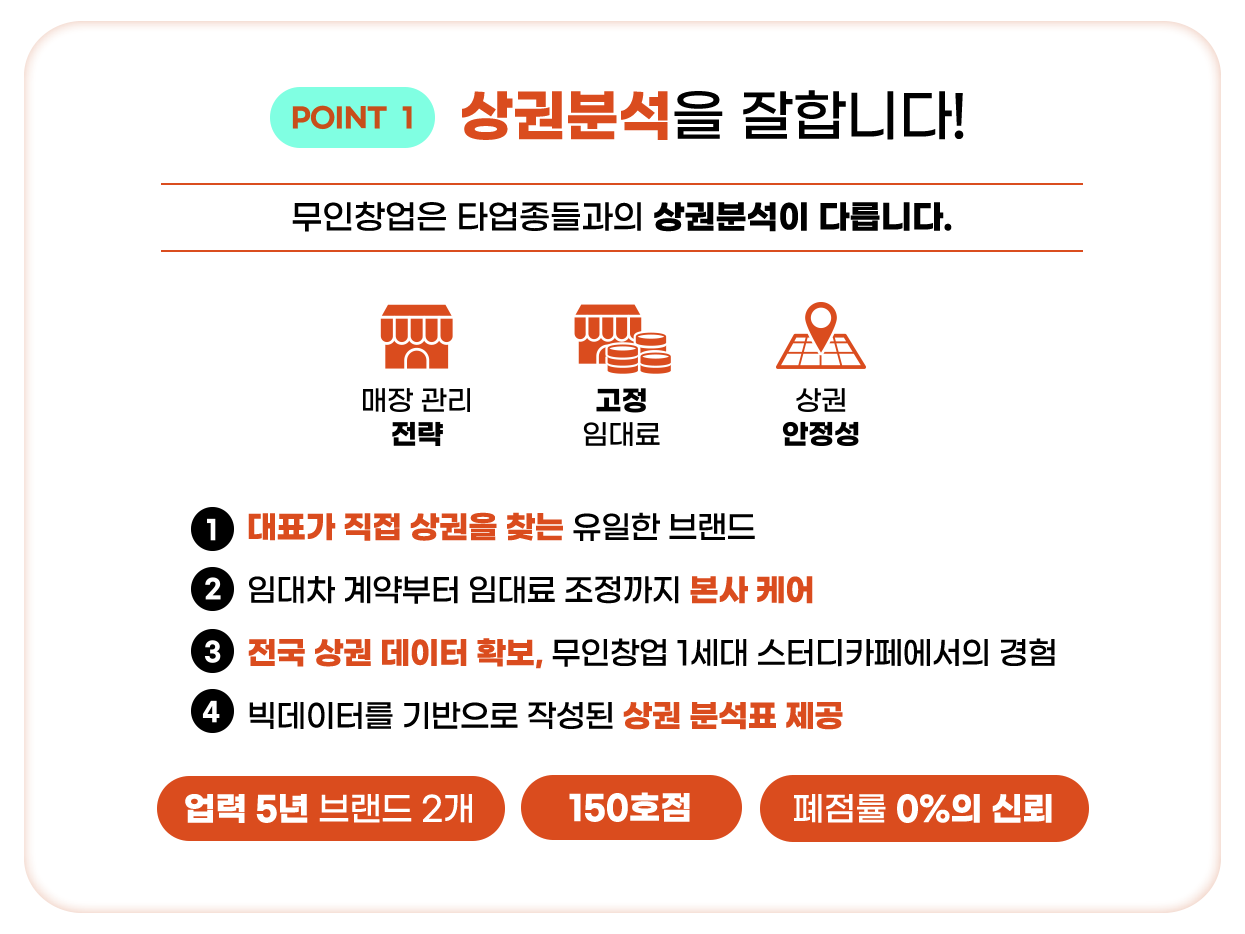 POINT 1 상권분석을 잘합니다!
무인창업은 타업종들과의 상권분석이 다릅니다.
매장 관리
전략
고정
임대료
상권
안정성
1 대표가 직접 상권을 찾는 유일한 브랜드
2 임대차 계약부터 임대료 조정까지 본사 케어
3 전국 상권 데이터 확보, 무인창업 1세대 스터디카페에서의 경험
4 빅데이터를 기반으로 작성된 상권 분석표 제공
업력 5년 브랜드 2개
150호점
폐점률 0%의 신뢰